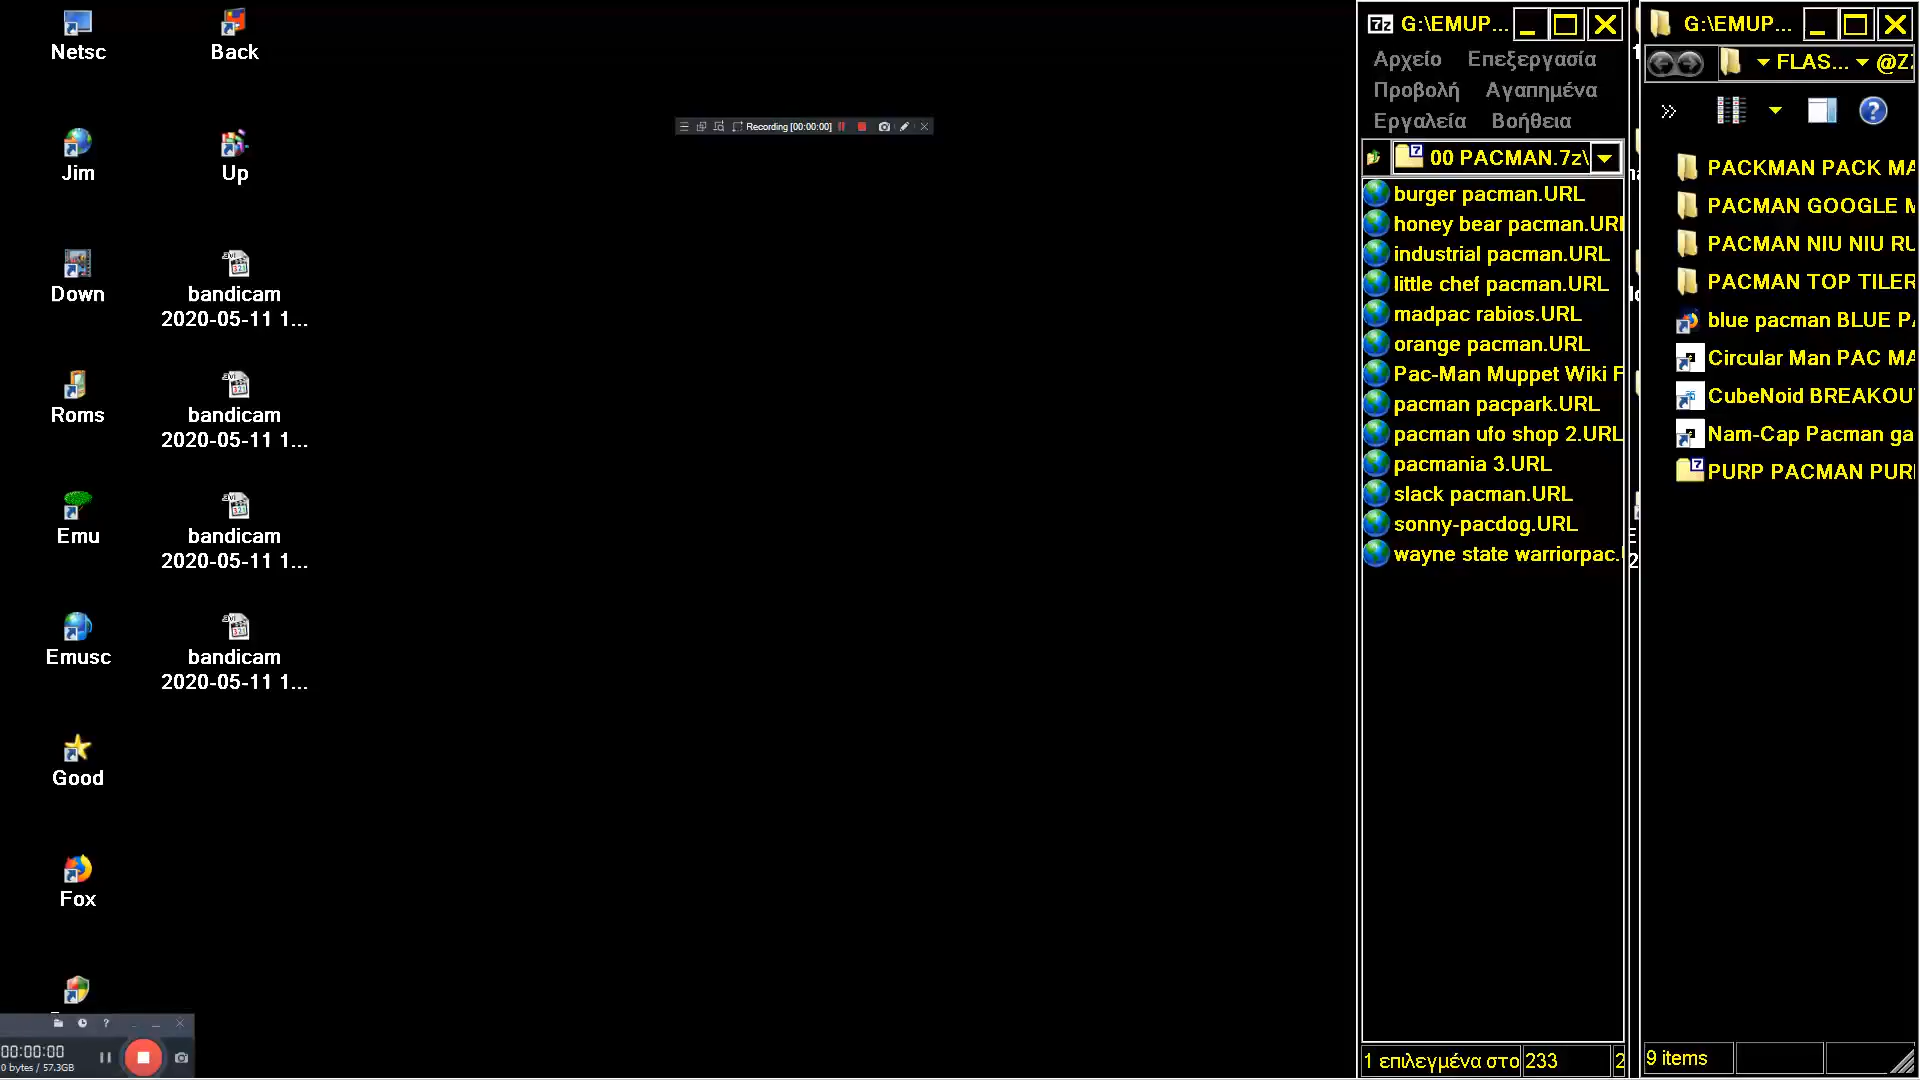 Netsc
Back
Jim
Up
Down
bandicam
2020-05-11 1...
Roms
bandicam
2020-05-11 1...
Emu
bandicam
2020-05-11 1...
Emusc
bandicam
2020-05-11 1...
Good
Fox
00:00:00
0 bytes / 57.3GB
Recording [00:00:00]
G:\EMUP...
Αρχείο Επεξεργασία
Προβολή Αγαπημένα
Εργαλεία Βοήθεια
00 PACMAN.7z\
burger pacman.URL
honey bear pacman.URL
industrial pacman.URL
little chef pacman.URL
madpac rabios.URL
orange pacman.URL
Pac-Man Muppet Wiki F
pacman pacpark.URL
pacman ufo shop 2.URL
pacmania 3.URL
slack pacman.URL
sonny-pacdog.URL
wayne state warriorpac.
1 επιλεγμένα στο 233 2
G:\EMUP...
FLAS... @ZZ
PACKMAN PACK MA
PACMAN GOOGLE M
PACMAN NIU NIU RU
PACMAN TOP TILER
blue pacman BLUE PA
Circular Man PAC MA
CubeNoid BREAKOU
Nam-Cap Pacman ga
PURP PACMAN PUR
9 items